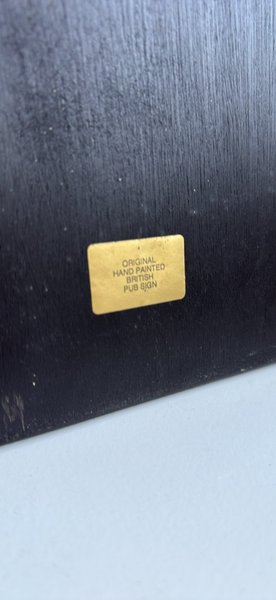 ORIGINAL
HAND PAINTED
BRITISH
PUB SIGN